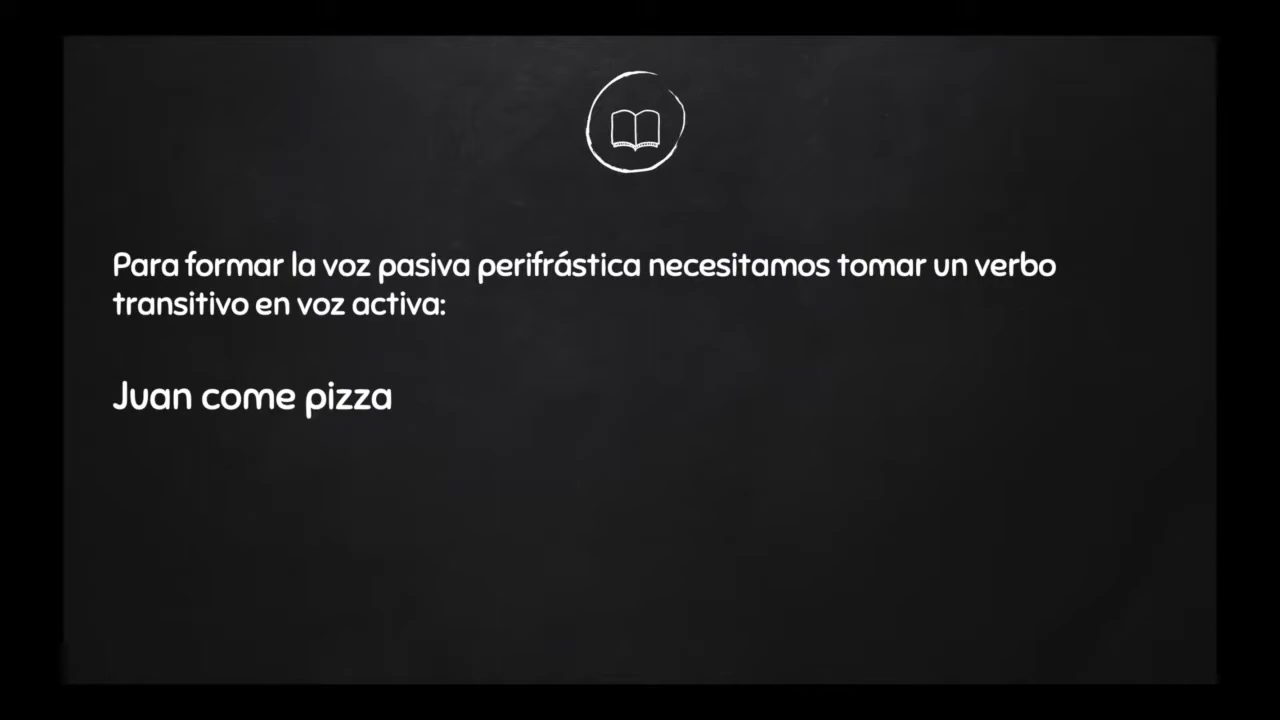 Para formar la voz pasiva perifrástica necesitamos tomar un verbo
transitivo en voz activa:
Juan come pizza